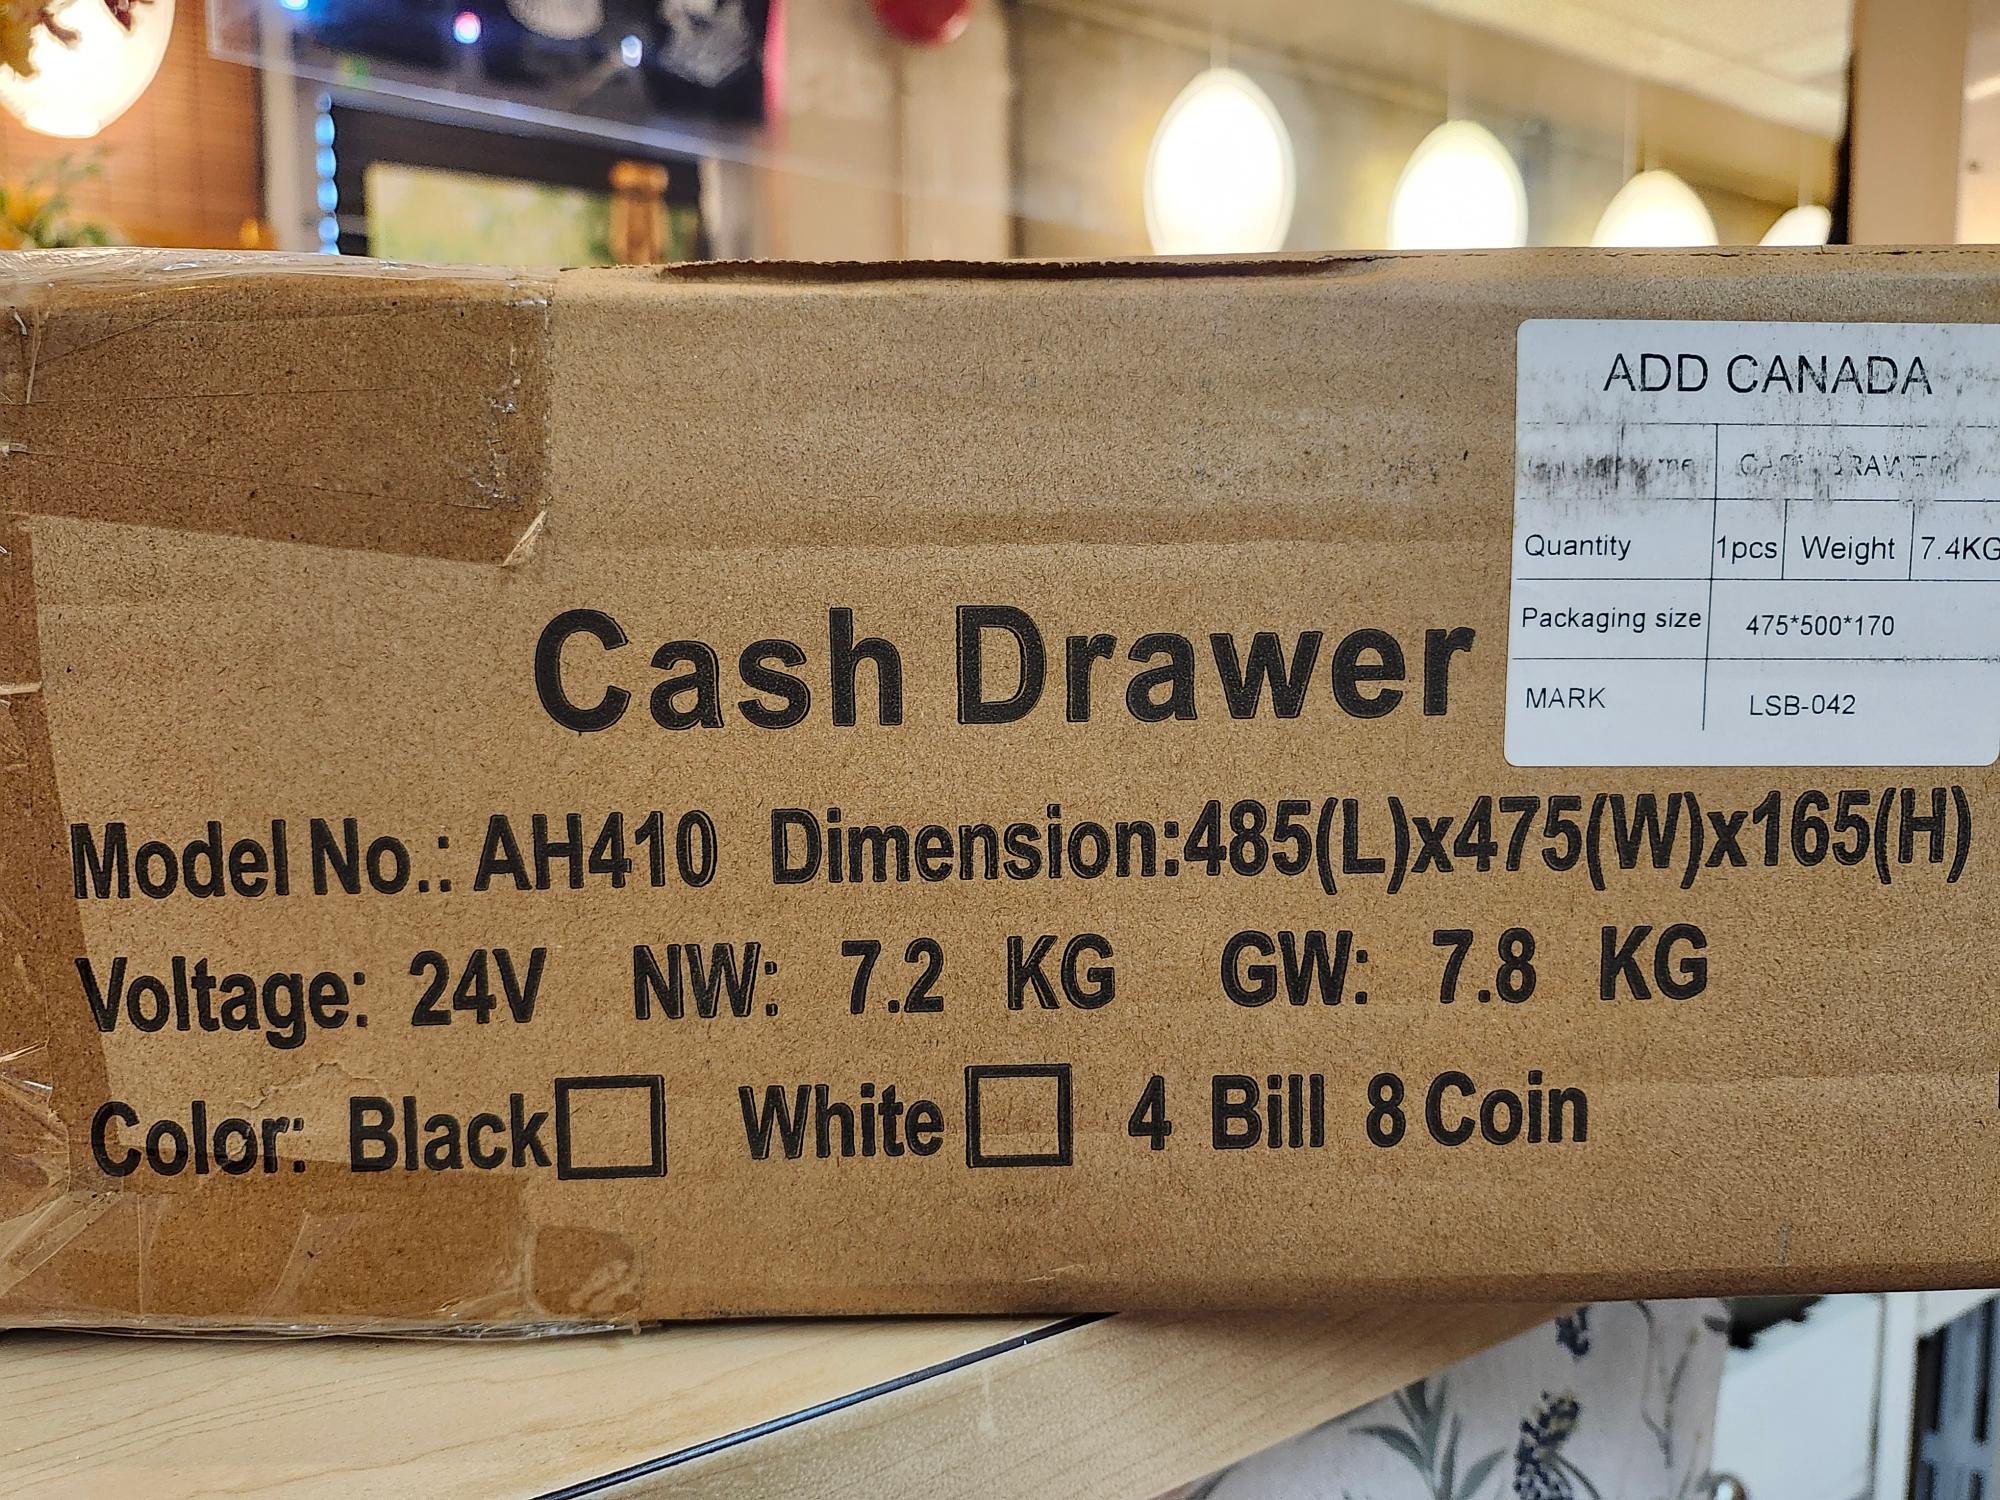 ADD CANADA
Quantity 1pcs Weight 7.4KG
Packaging size 475*500*170
MARK LSB-042
Cash Drawer
Model No.: AH410 Dimension:485(L)x475(W)x165(H)
Voltage: 24V NW: 7.2 KG GW: 7.8 KG
Color: Black White 4 Bill 8 Coin